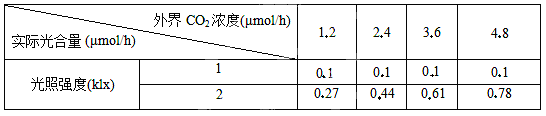 外界 CO₂浓度(μmol/h)
实际光合量 (μmol/h)
1.2 2.4 3.6 4.8
光照强度(klx)
1 0.1 0.1 0.1 0.1
2 0.27 0.44 0.61 0.78